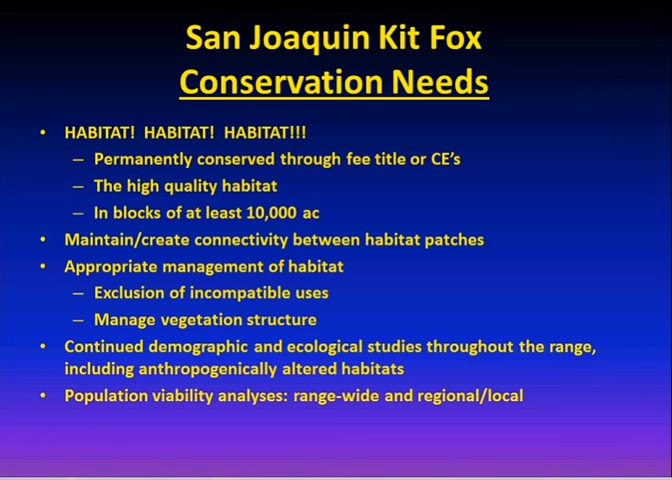 San Joaquin Kit Fox
Conservation Needs
• HABITAT! HABITAT! HABITAT!!!
– Permanently conserved through fee title or CE's
– The high quality habitat
– In blocks of at least 10,000 ac
• Maintain/create connectivity between habitat patches
• Appropriate management of habitat
– Exclusion of incompatible uses
– Manage vegetation structure
• Continued demographic and ecological studies throughout the range,
including anthropogenically altered habitats
• Population viability analyses: range-wide and regional/local